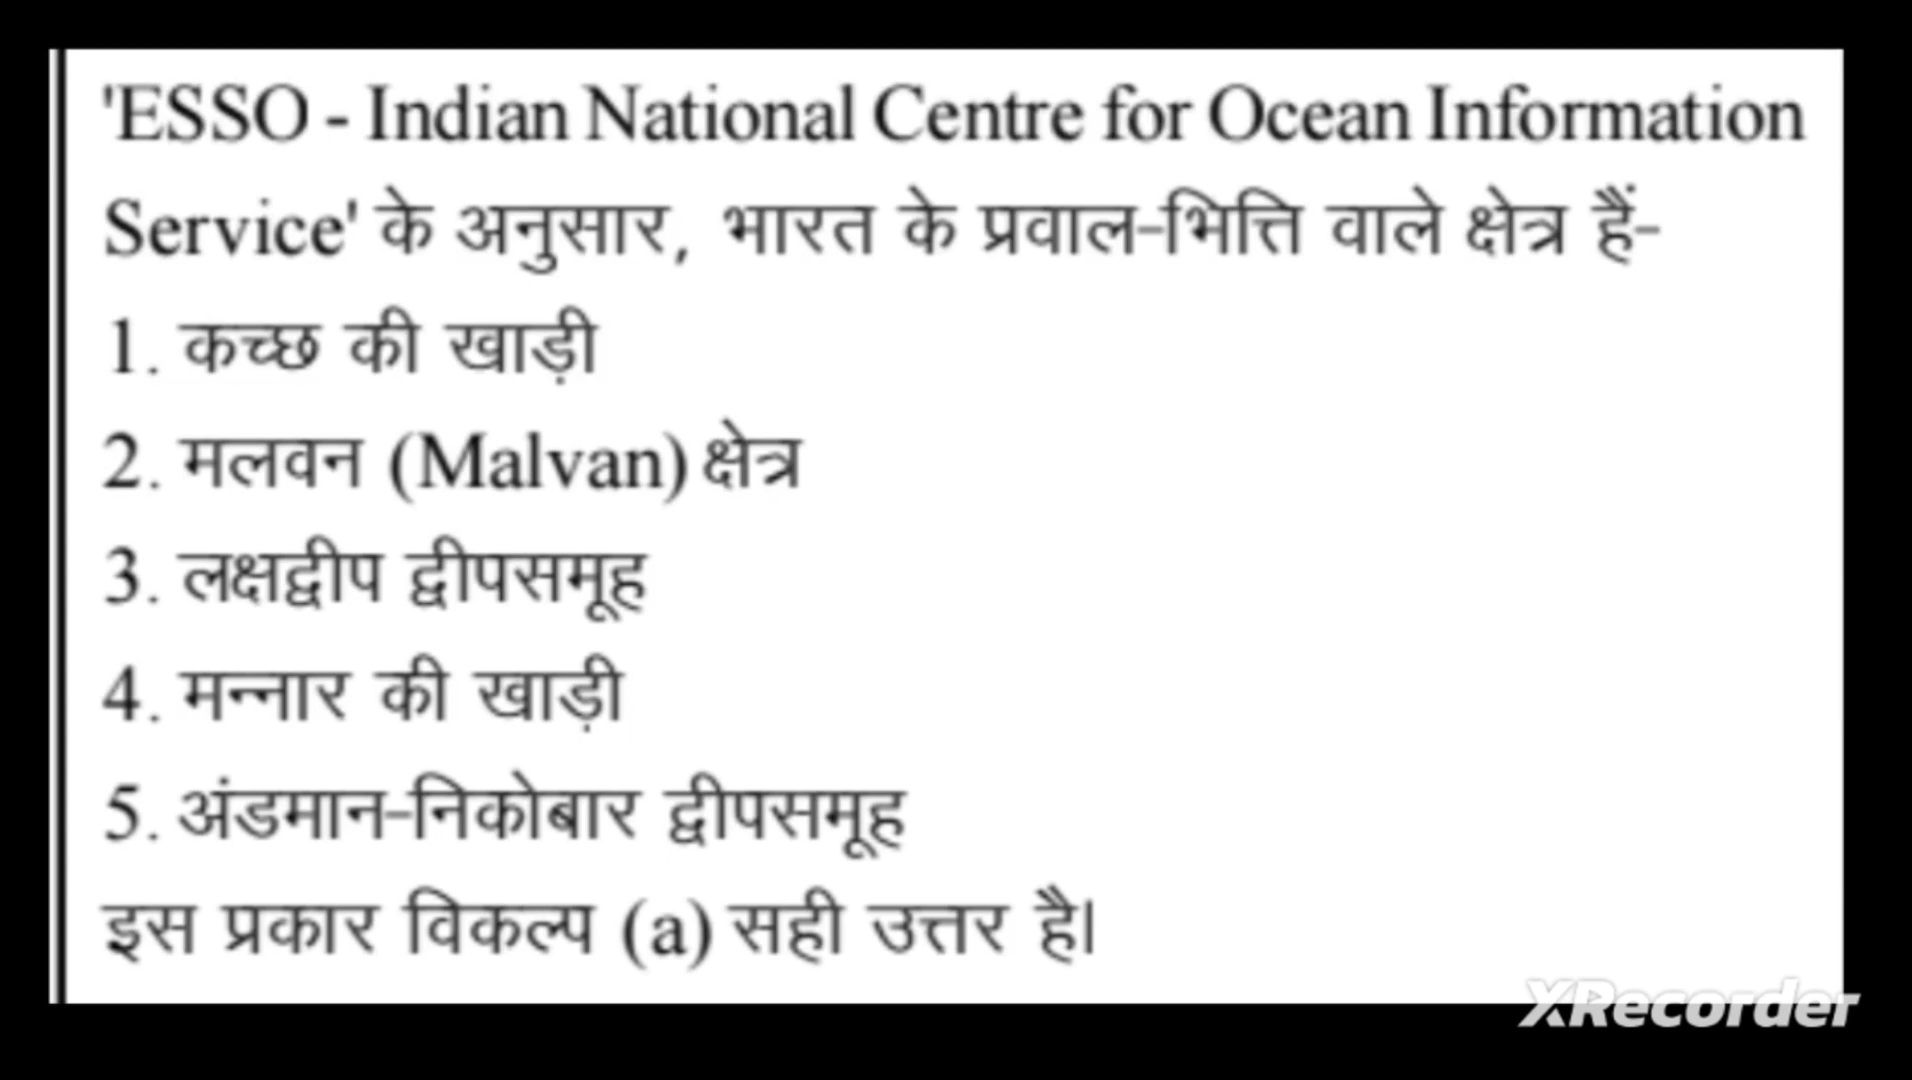 'ESSO - Indian National Centre for Ocean Information
Service' के अनुसार, भारत के प्रवाल-भित्ति वाले क्षेत्र हैं-
1. कच्छ की खाड़ी
2. मलवन (Malvan) क्षेत्र
3. लक्षद्वीप द्वीपसमूह
4. मन्नार की खाड़ी
5. अंडमान-निकोबार द्वीपसमूह
इस प्रकार विकल्प (a) सही उत्तर है।
XRecorder